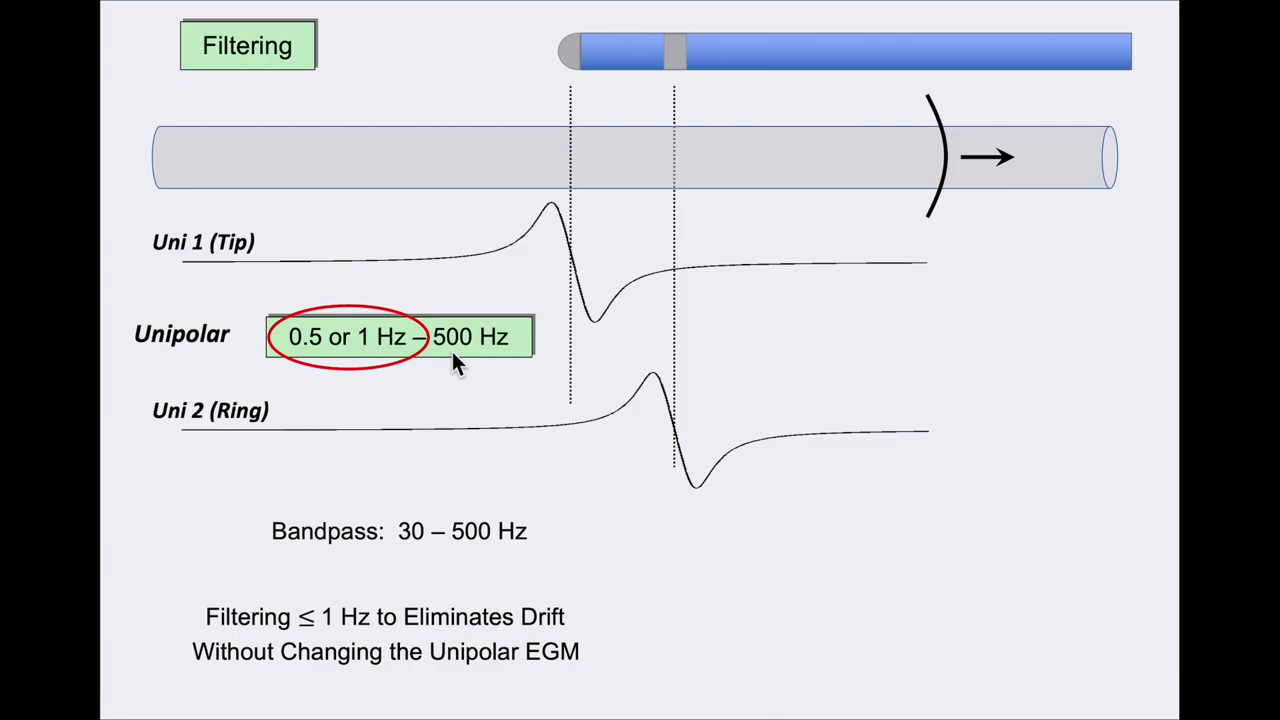 Filtering
Uni 1 (Tip)
Unipolar
0.5 or 1 Hz – 500 Hz
Uni 2 (Ring)
Bandpass: 30 – 500 Hz
Filtering ≤ 1 Hz to Eliminates Drift
Without Changing the Unipolar EGM